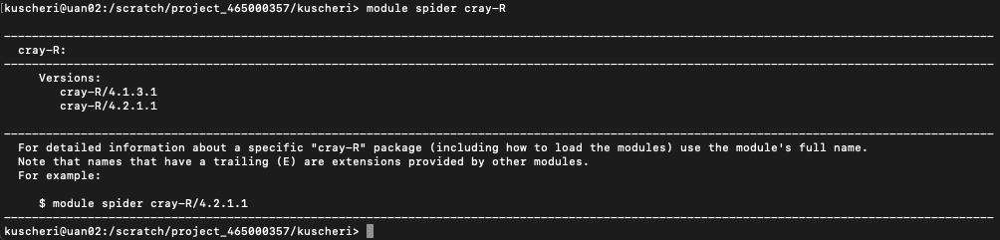 [kuscheri@uan02:/scratch/project_465000357/kuscheri> module spider cray-R
cray-R:
Versions:
cray-R/4.1.3.1
cray-R/4.2.1.1
For detailed information about a specific "cray-R" package (including how to load the modules) use the module's full name.
Note that names that have a trailing (E) are extensions provided by other modules.
For example:
$ module spider cray-R/4.2.1.1
kuscheri@uan02:/scratch/project_465000357/kuscheri>